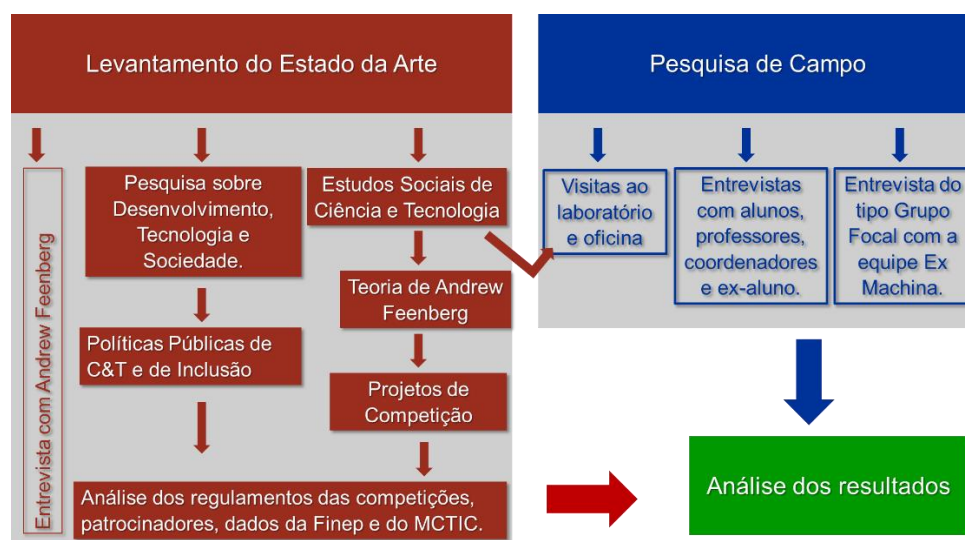 Levantamento do Estado da Arte
Entrevista com Andrew Feenberg
Pesquisa sobre
Desenvolvimento,
Tecnologia e
Sociedade.
Políticas Públicas de
C&T e de Inclusão
Estudos Sociais de
Ciência e Tecnologia
Teoria de Andrew
Feenberg
Projetos de
Competição
Análise dos regulamentos das competições,
patrocinadores, dados da Finep e do MCTIC.
Pesquisa de Campo
Visitas ao
laboratório
e oficina
Entrevistas
com alunos,
professores,
coordenadores
e ex-aluno.
Entrevista do
tipo Grupo
Focal com a
equipe Ex
Machina.
Análise dos resultados